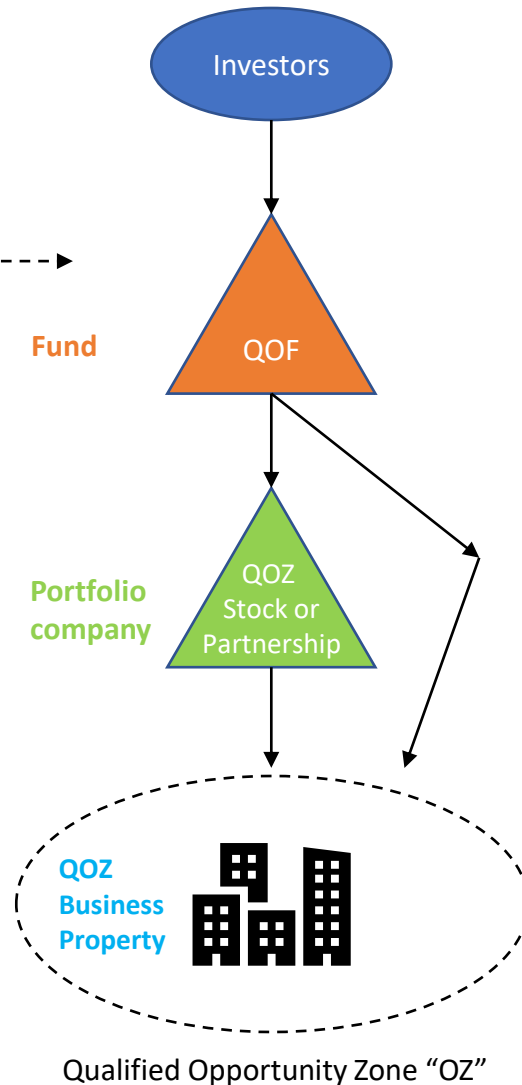 Investors
Fund
QOF
Portfolio
company
QOZ
Stock or
Partnership
QOZ
Business
Property
Qualified Opportunity Zone “OZ”